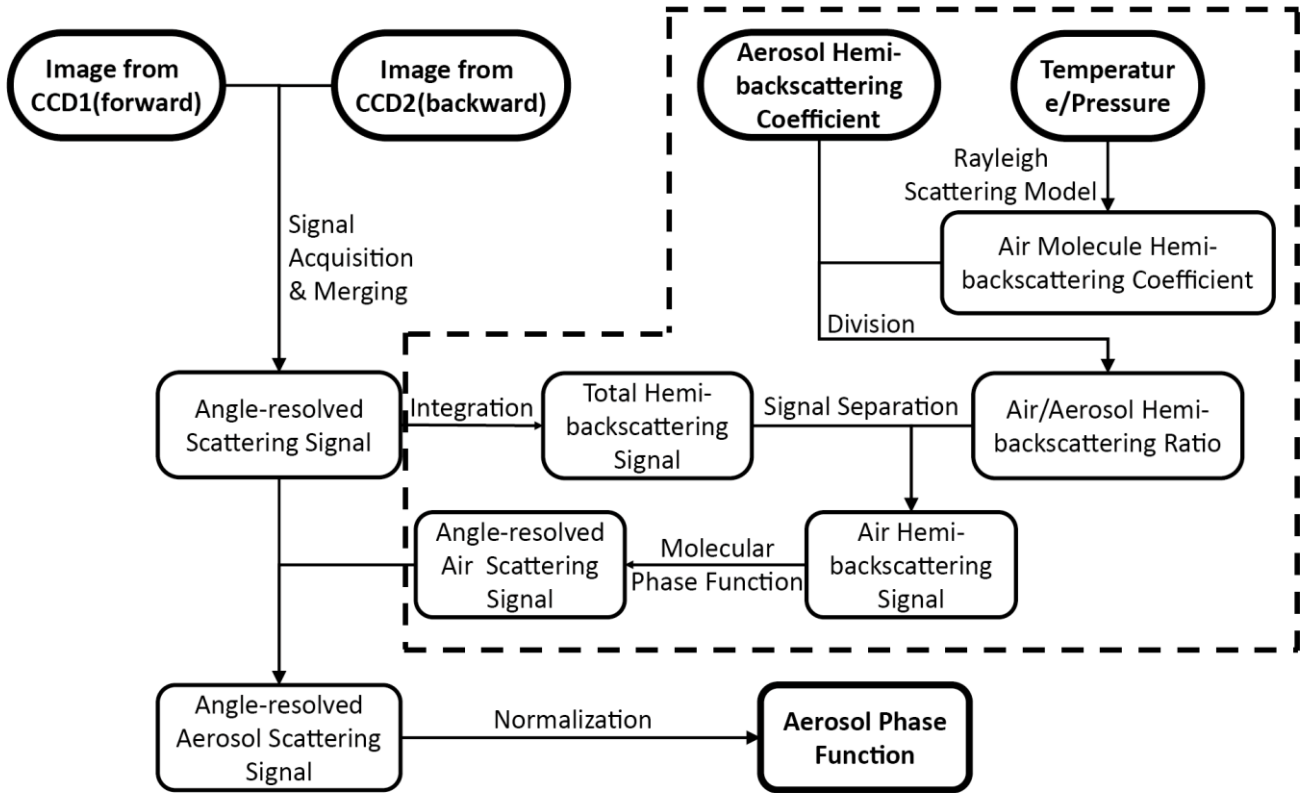 Image from
CCD1(forward)
Image from
CCD2(backward)
Aerosol Hemi-
backscattering
Coefficient
Temperatur
e/Pressure
Rayleigh
Scattering Model
Signal
Acquisition
& Merging
Air Molecule Hemi-
backscattering Coefficient
Division
Angle-resolved
Scattering Signal
Integration
Total Hemi-
backscattering
Signal
Signal Separation
Air/Aerosol Hemi-
backscattering Ratio
Angle-resolved
Air Scattering
Signal
Molecular
Phase Function
Air Hemi-
backscattering
Signal
Angle-resolved
Aerosol Scattering
Signal
Normalization
Aerosol Phase
Function